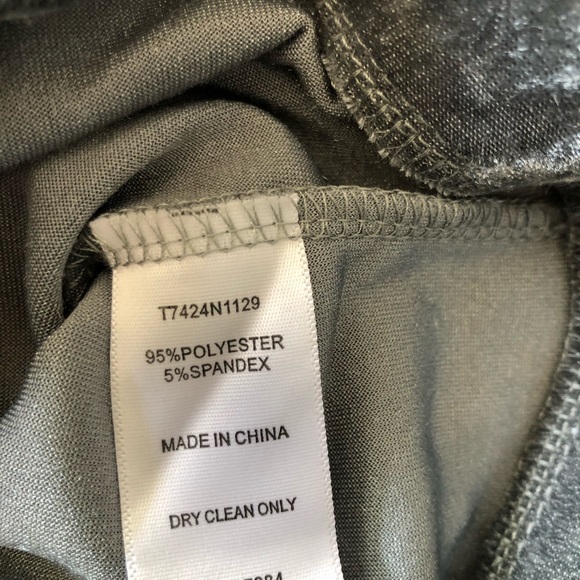 T7424N1129
95%POLYESTER
5%SPANDEX
MADE IN CHINA
DRY CLEAN ONLY